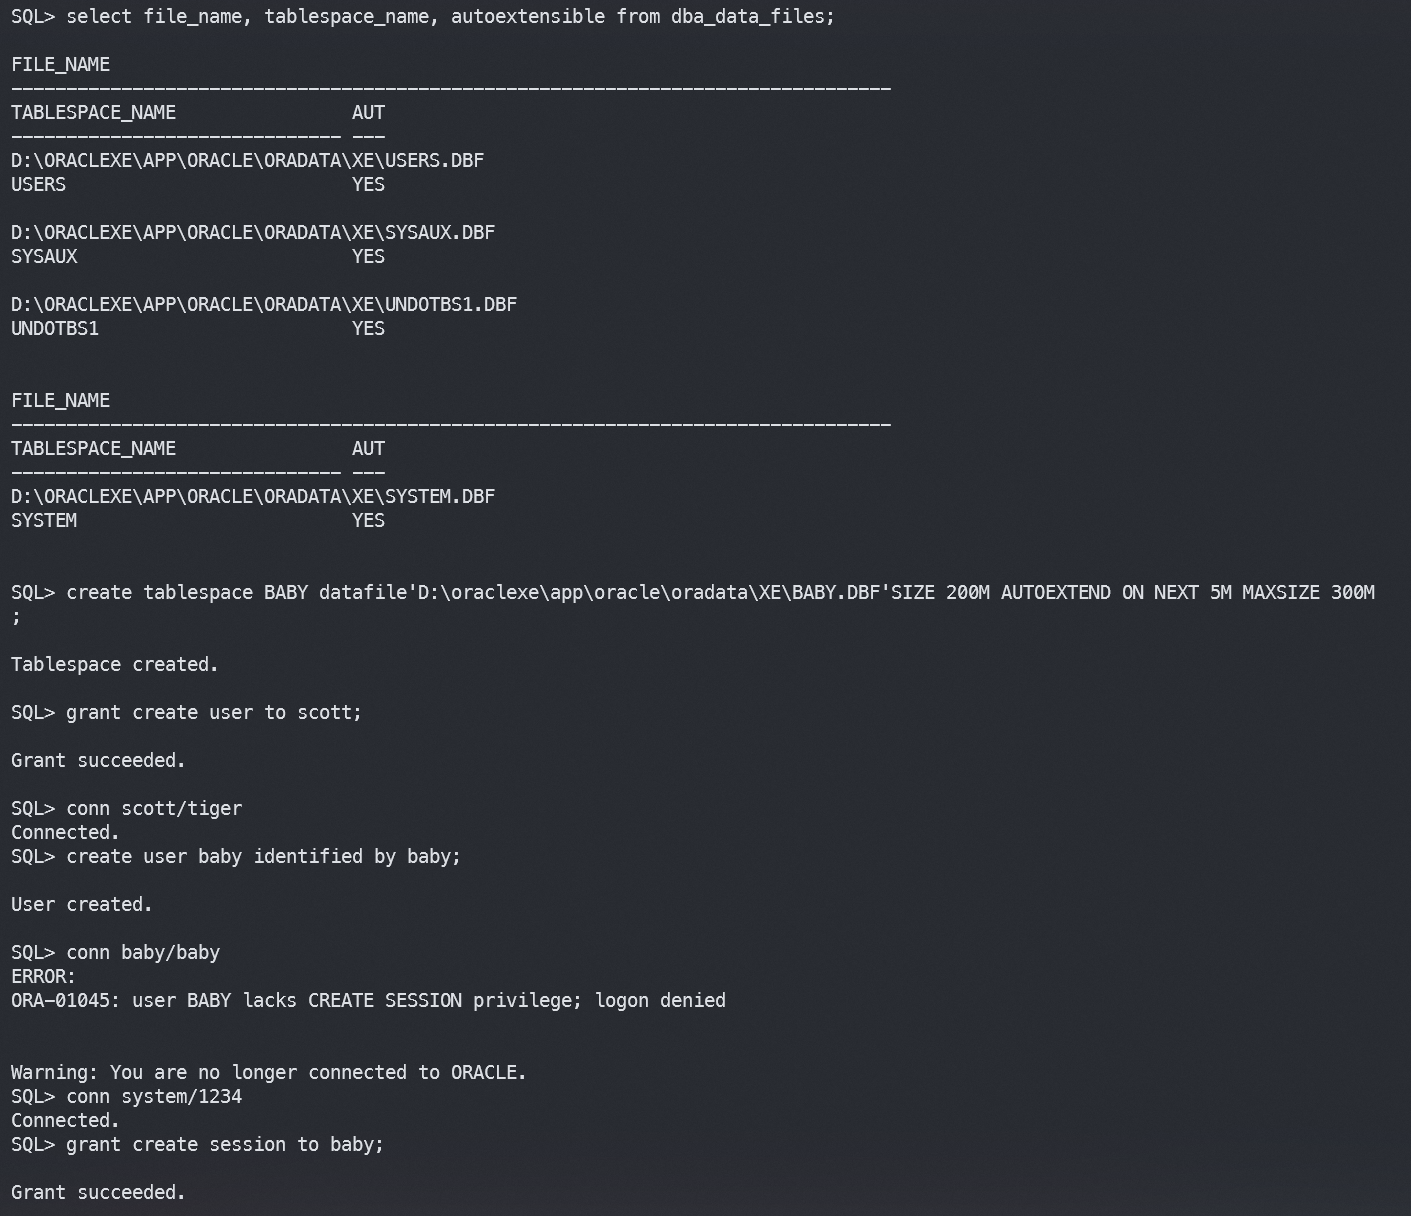 SQL> select file_name, tablespace_name, autoextensible from dba_data_files;
FILE_NAME
--------------------------------------------------------------------------------
TABLESPACE_NAME                AUT
------------------------------ ---
D:\ORACLEXE\APP\ORACLE\ORADATA\XE\USERS.DBF
USERS                          YES
D:\ORACLEXE\APP\ORACLE\ORADATA\XE\SYSAUX.DBF
SYSAUX                         YES
D:\ORACLEXE\APP\ORACLE\ORADATA\XE\UNDOTBS1.DBF
UNDOTBS1                       YES
FILE_NAME
--------------------------------------------------------------------------------
TABLESPACE_NAME                AUT
------------------------------ ---
D:\ORACLEXE\APP\ORACLE\ORADATA\XE\SYSTEM.DBF
SYSTEM                         YES
SQL> create tablespace BABY datafile'D:\oraclexe\app\oracle\oradata\XE\BABY.DBF'SIZE 200M AUTOEXTEND ON NEXT 5M MAXSIZE 300M
;
Tablespace created.
SQL> grant create user to scott;
Grant succeeded.
SQL> conn scott/tiger
Connected.
SQL> create user baby identified by baby;
User created.
SQL> conn baby/baby
ERROR:
ORA-01045: user BABY lacks CREATE SESSION privilege; logon denied
Warning: You are no longer connected to ORACLE.
SQL> conn system/1234
Connected.
SQL> grant create session to baby;
Grant succeeded.